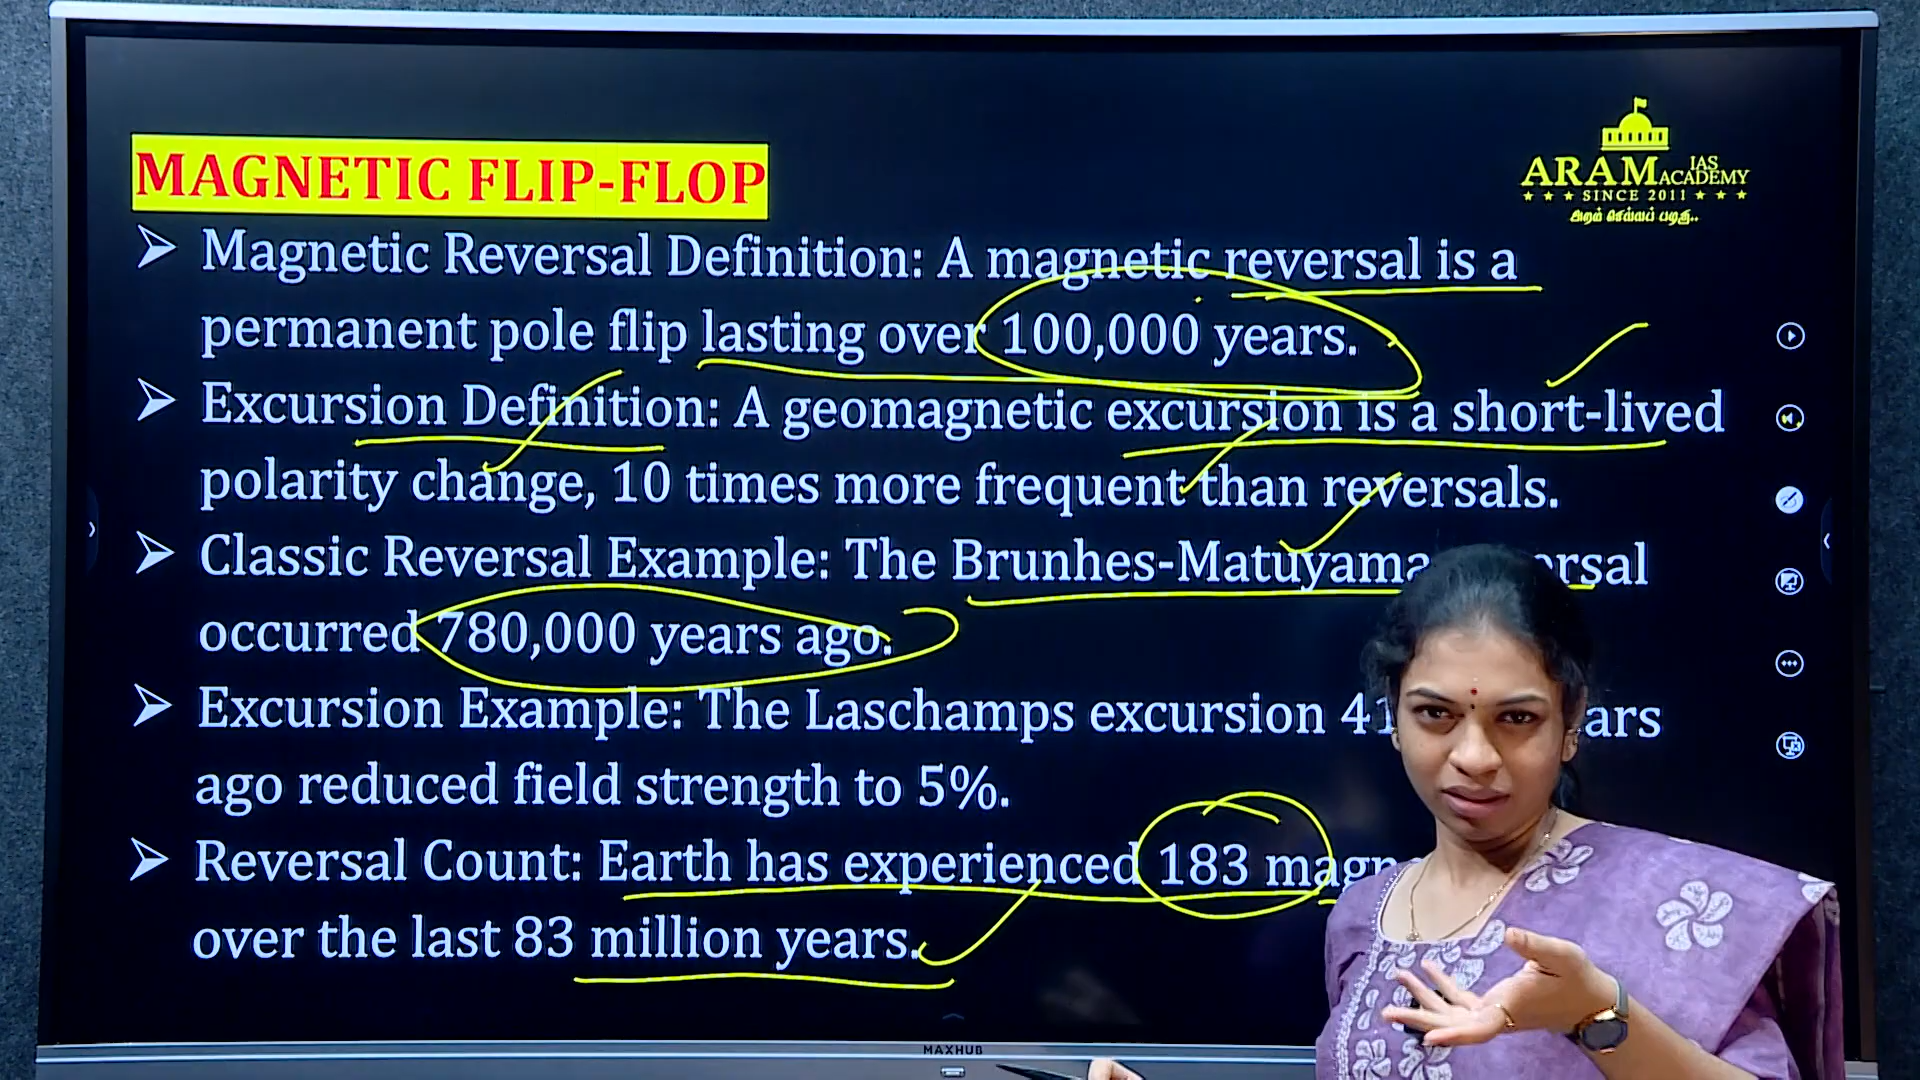 MAGNETIC FLIP-FLOP
ARAM IAS ACADEMY
★ ★ ★ ★ SINCE 2011 ★ ★ ★ ★
அறம் செய்வப் படிது..
➢ Magnetic Reversal Definition: A magnetic reversal is a
permanent pole flip lasting over 100,000 years.
➢ Excursion Definition: A geomagnetic excursion is a short-lived
polarity change, 10 times more frequent than reversals.
➢ Classic Reversal Example: The Brunhes-Matuyama
occurred 780,000 years ago.
➢ Excursion Example: The Laschamps excursion
ago reduced field strength to 5%.
➢ Reversal Count: Earth has experienced 183
over the last 83 million years.
MAXHUB